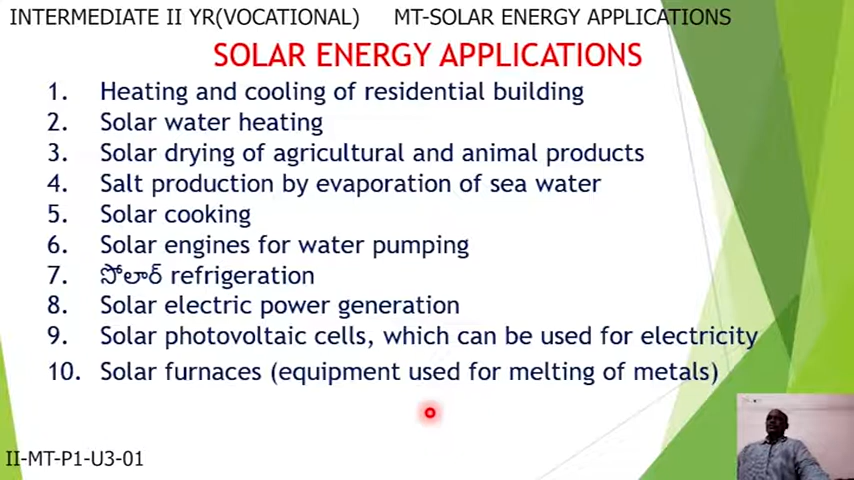 INTERMEDIATE II YR(VOCATIONAL) MT-SOLAR ENERGY APPLICATIONS
SOLAR ENERGY APPLICATIONS
1. Heating and cooling of residential building
2. Solar water heating
3. Solar drying of agricultural and animal products
4. Salt production by evaporation of sea water
5. Solar cooking
6. Solar engines for water pumping
7. సోలార్ refrigeration
8. Solar electric power generation
9. Solar photovoltaic cells, which can be used for electricity
10. Solar furnaces (equipment used for melting of metals)
II-MT-P1-U3-01